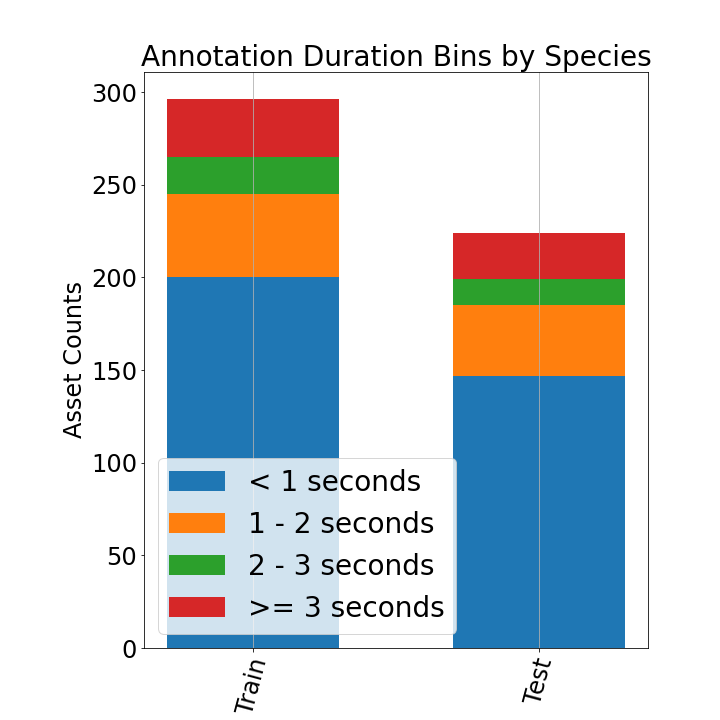 Annotation Duration Bins by Species
300
250
200
150
100
50
0
Asset Counts
< 1 seconds
1 - 2 seconds
2 - 3 seconds
>= 3 seconds
Train
Test